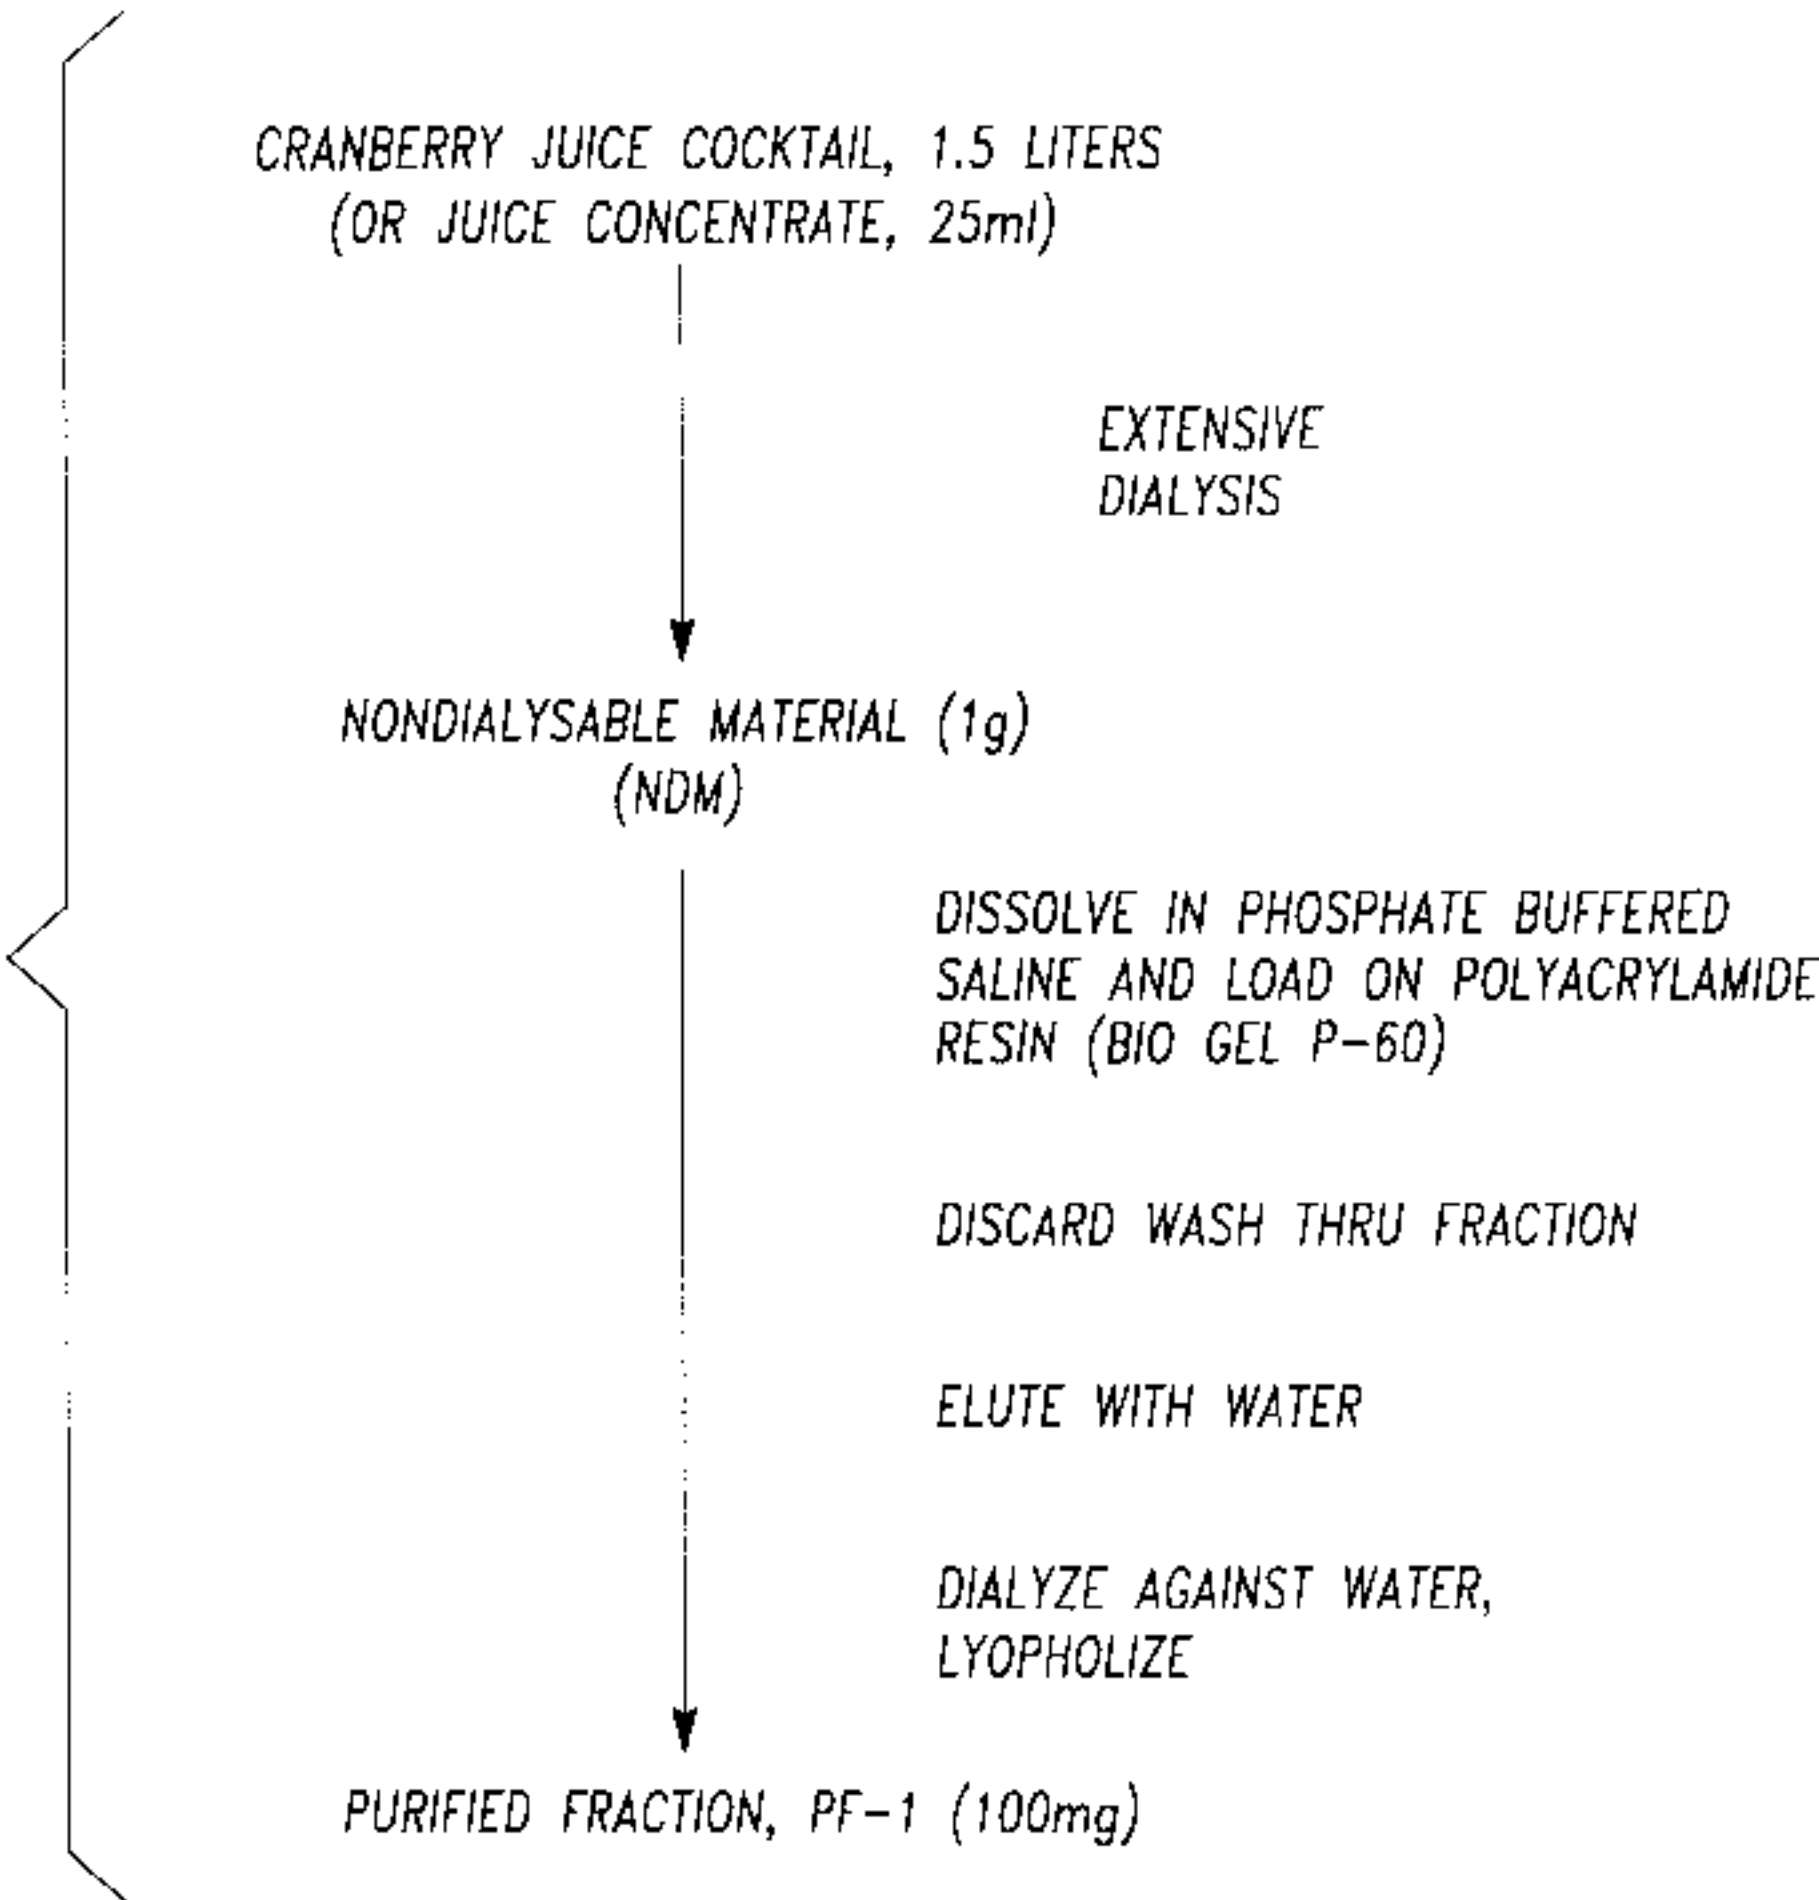 CRANBERRY JUICE COCKTAIL, 1.5 LITERS
(OR JUICE CONCENTRATE, 25ml)
EXTENSIVE
DIALYSIS
NONDIALYSABLE MATERIAL (1g)
(NDM)
DISSOLVE IN PHOSPHATE BUFFERED
SALINE AND LOAD ON POLYACRYLAMIDE
RESIN (BIO GEL P-60)
DISCARD WASH THRU FRACTION
ELUTE WITH WATER
DIALYZE AGAINST WATER,
LYOPHOLIZE
PURIFIED FRACTION, PF-1 (100mg)